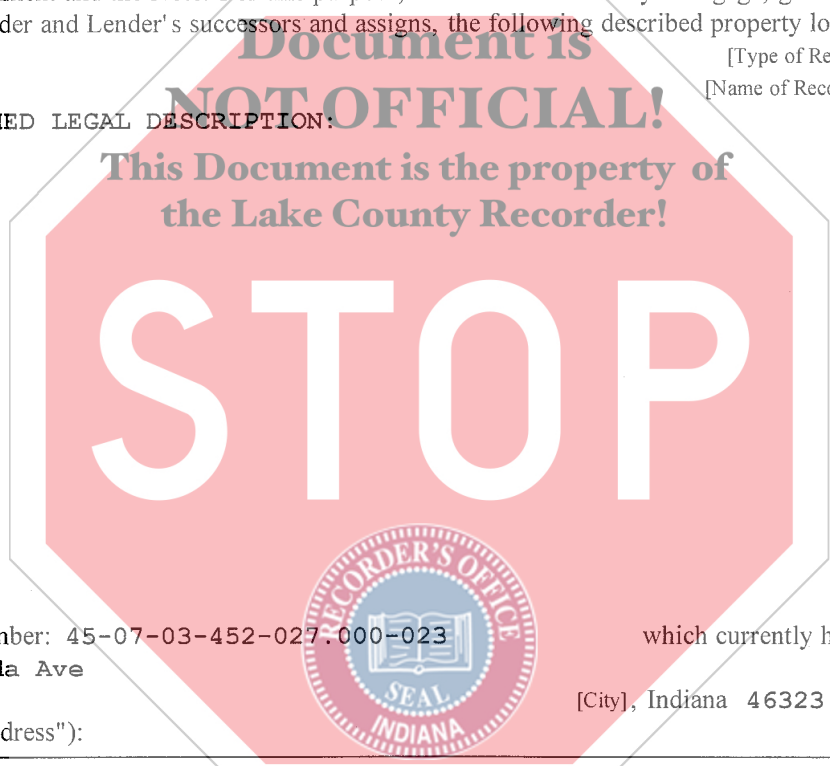 der and Lender's successors and assigns, the following described property lo
Document is
[Type of Re
NOT OFFICIAL!
[Name of Reco
ED LEGAL DESCRIPTION:
This Document is the property of
the Lake County Recorder!
STOP
RECORDER'S OFFICE
nber: 45-07-03-452-027.000-023 which currently h
la Ave
SEAL
[City], Indiana 46323
INDIANA
dress"):